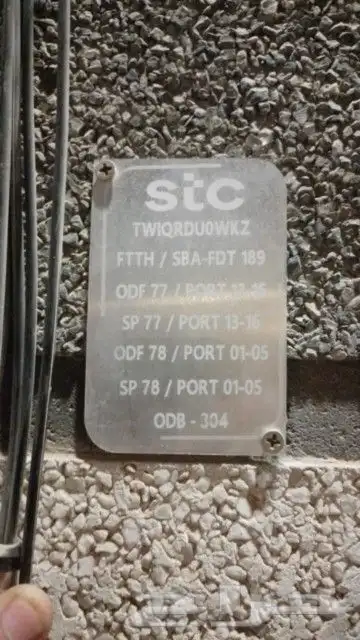 stc
TWIQRDU0WKZ
FTTH / SBA-FDT 189
ODF 77 / PORT 13-16
SP 77 / PORT 13-16
ODF 78 / PORT 01-05
SP 78 / PORT 01-05
ODB - 304